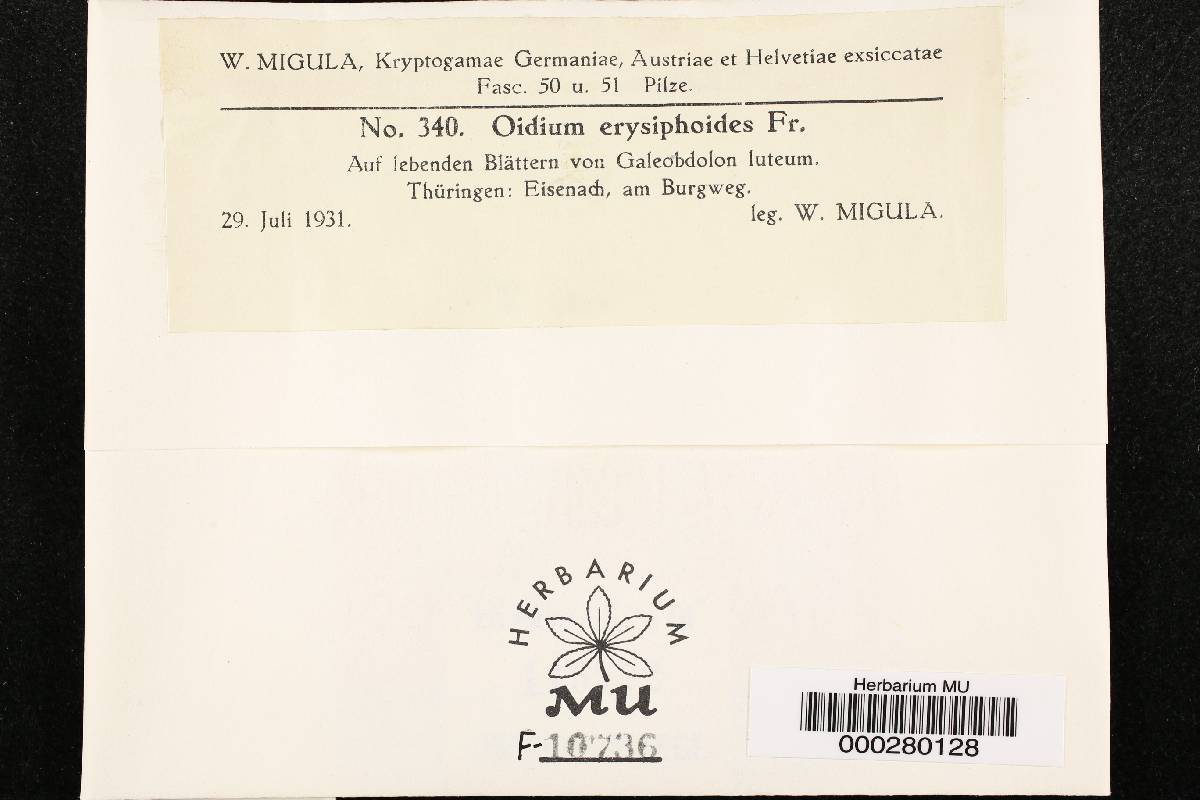 W. MIGULA, Kryptogamae Germaniae, Austriae et Helvetiae exsiccatae
Fasc. 50 u. 51 Pilze.
No. 340. Oidium erysiphoides Fr.
Auf lebenden Blättern von Galeobdolon luteum.
Thüringen: Eisenach, am Burgweg.
29. Juli 1931. leg. W. MIGULA.
HERBARIUM
MU
F-10736
Herbarium MU
000280128